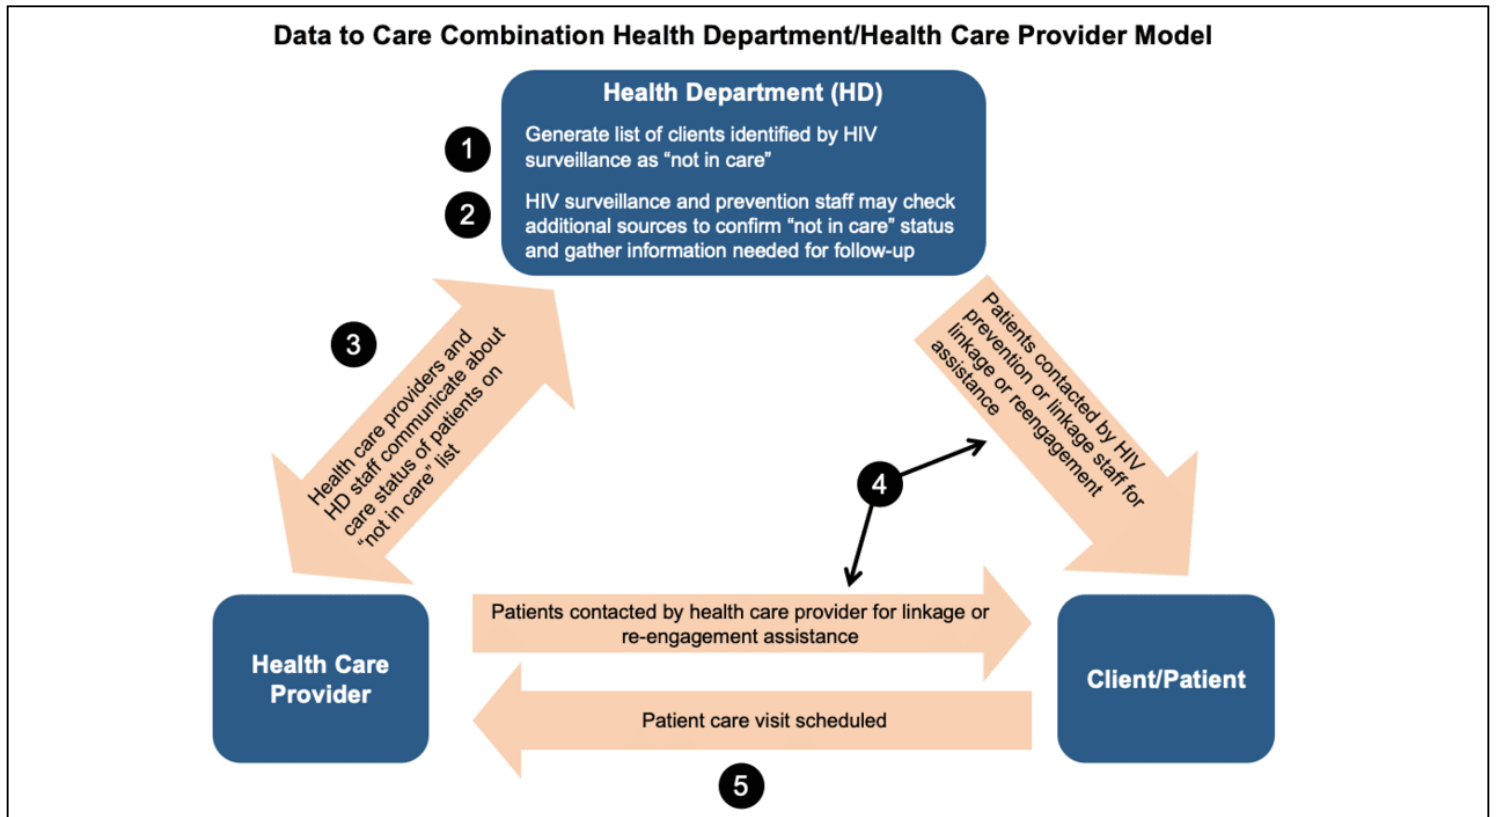 Data to Care Combination Health Department/Health Care Provider Model
Health Department (HD)
1
Generate list of clients identified by HIV
surveillance as “not in care”
2
HIV surveillance and prevention staff may check
additional sources to confirm “not in care” status
and gather information needed for follow-up
3
Health care providers and
HD staff communicate about
care status of patients on
“not in care” list
Patients contacted by HIV
prevention or linkage staff for
linkage or reengagement
assistance
4
Patients contacted by health care provider for linkage or
re-engagement assistance
Health Care
Provider
Client/Patient
Patient care visit scheduled
5